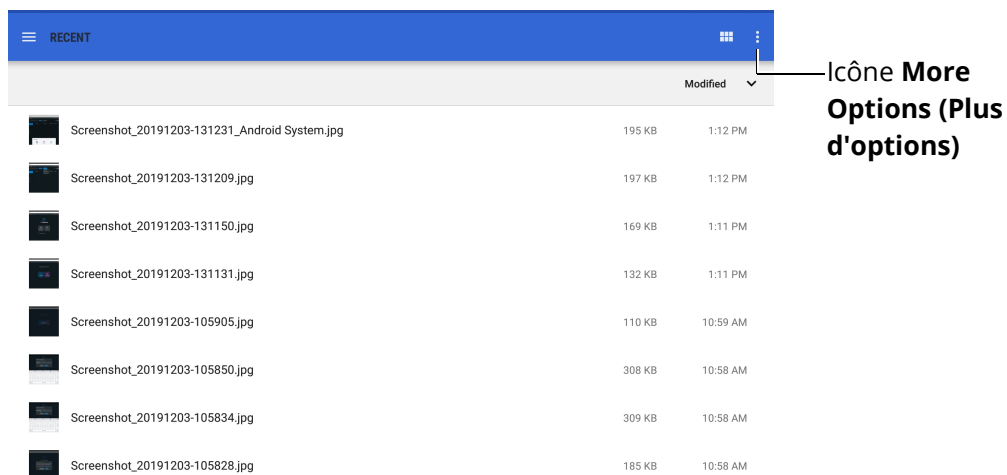 RECENT
Modified
Icône More
Options (Plus
d'options)
Screenshot_20191203-131231_Android System.jpg 195 KB 1:12 PM
Screenshot_20191203-131209.jpg 197 KB 1:12 PM
Screenshot_20191203-131150.jpg 169 KB 1:11 PM
Screenshot_20191203-131131.jpg 132 KB 1:11 PM
Screenshot_20191203-105905.jpg 110 KB 10:59 AM
Screenshot_20191203-105850.jpg 308 KB 10:58 AM
Screenshot_20191203-105834.jpg 309 KB 10:58 AM
Screenshot_20191203-105828.jpg 185 KB 10:58 AM